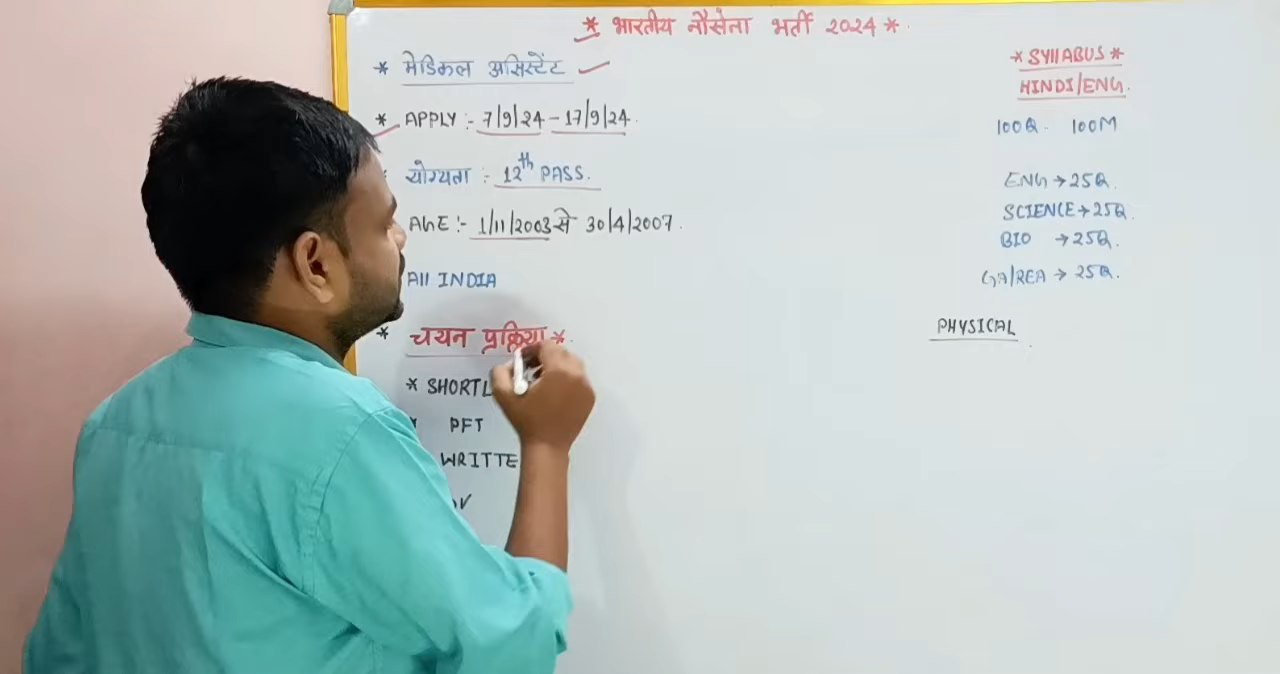 * भारतीय नौसेना भर्ती 2024 *
* मेडिकल असिस्टेंट
* APPLY :- 7/9/24 - 17/9/24.
योग्यता :- 12th PASS.
AGE :- 1/11/2003 से 30/4/2007.
All INDIA
* चयन प्रक्रिया *
* SHORTL
PFT
WRITTE
* SYllABUS *
HINDI/ENG.
100Q. 100M
ENG → 25Q.
SCIENCE → 25Q.
BIO → 25Q.
GA/REA → 25Q.
PHYSICAL